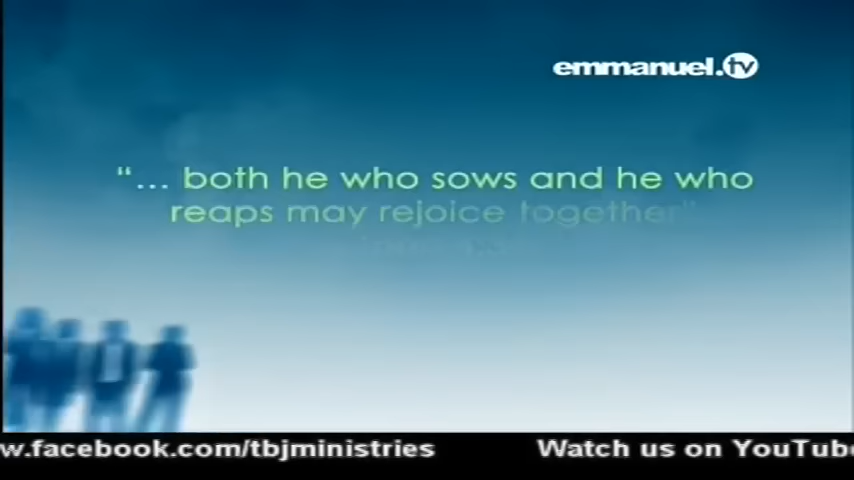 emmanuel.tv
“... both he who sows and he who
reaps may rejoice together”
w.facebook.com/tbjministries Watch us on YouTube